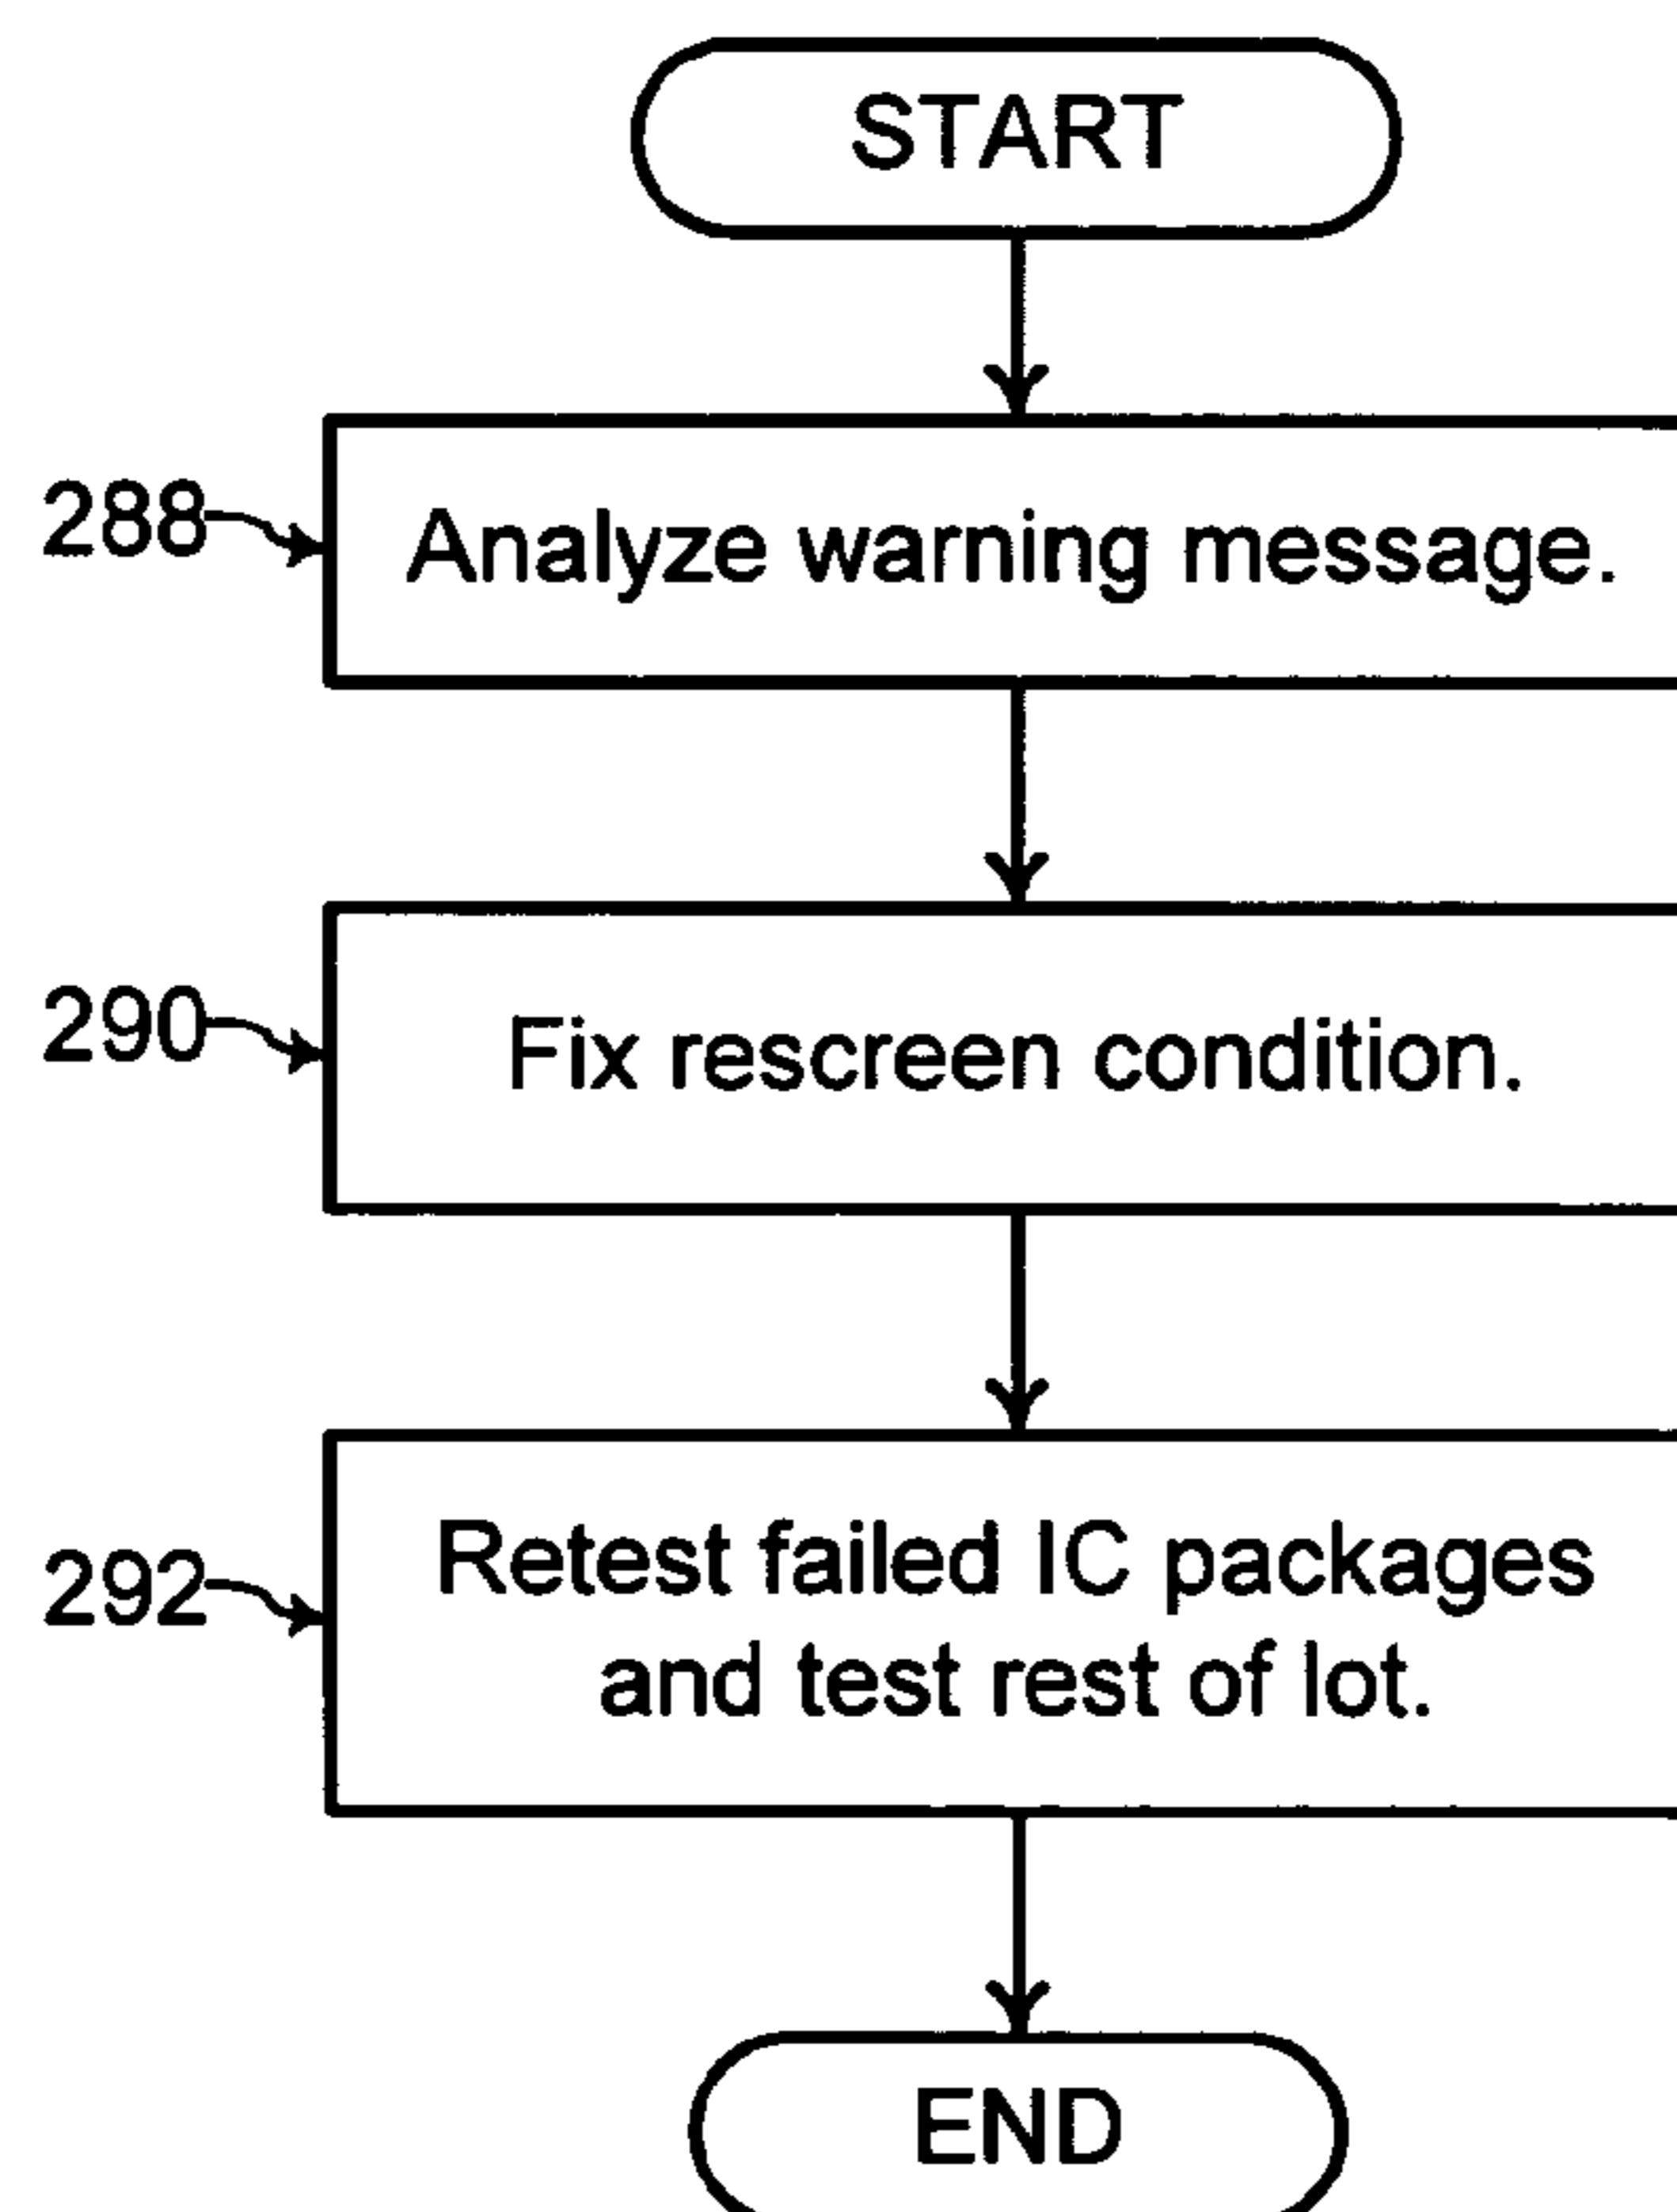 START
288
Analyze warning message.
290
Fix rescreen condition.
292
Retest failed IC packages
and test rest of lot.
END